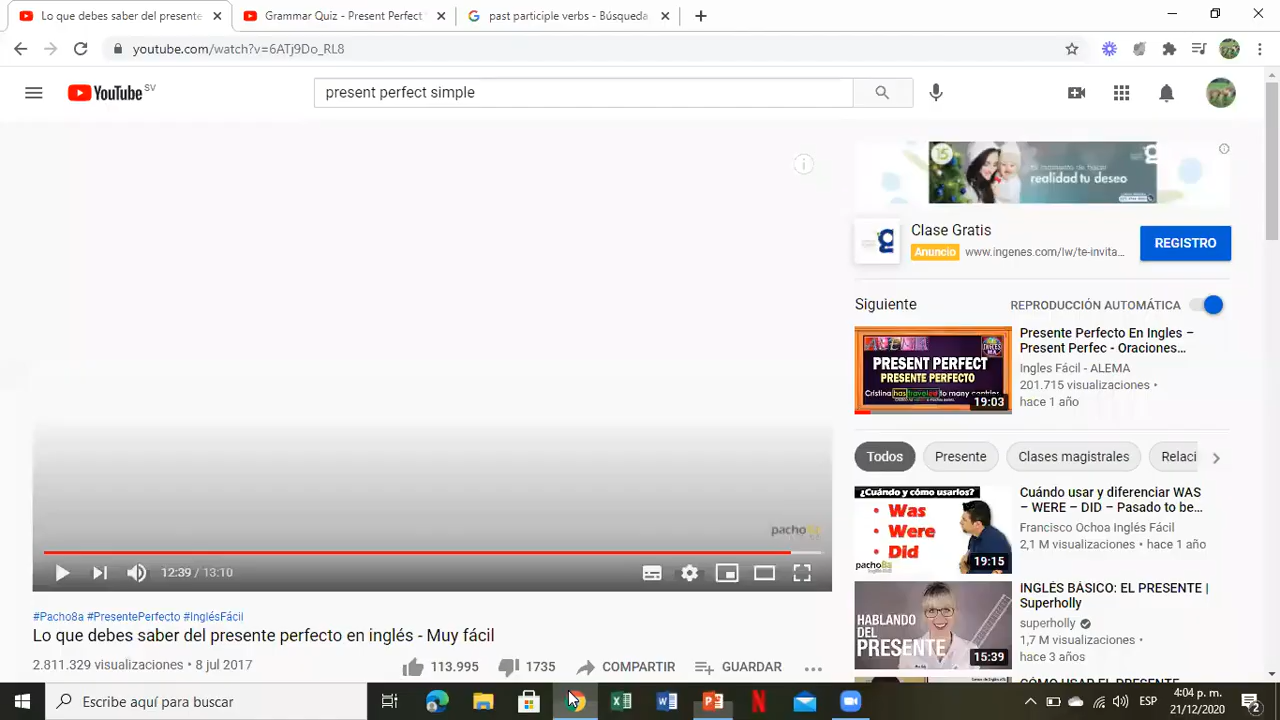 Lo que debes saber del presente
Grammar Quiz - Present Perfect
past participle verbs - Búsqueda
youtube.com/watch?v=6ATj9Do_RL8
YouTube SV
present perfect simple
15
realidad tu deseo
Clase Gratis
Anuncio www.ingenes.com/lw/te-invita...
REGISTRO
Siguiente
REPRODUCCIÓN AUTOMÁTICA
PRESENT PERFECT
PRESENTE PERFECTO
Cristina has traveled to many
19:03
Presente Perfecto En Ingles –
Present Perfec - Oraciones...
Ingles Fácil - ALEMA
201.715 visualizaciones •
hace 1 año
Todos
Presente
Clases magistrales
Relaci
¿Cuándo y cómo usarlos?
• Was
• Were
• Did
pacho8a
19:15
Cuándo usar y diferenciar WAS
– WERE – DID – Pasado to be...
Francisco Ochoa Inglés Fácil
2,1 M visualizaciones • hace 1 año
HABLANDO
DEL
PRESENTE
15:39
INGLÉS BÁSICO: EL PRESENTE |
Superholly
superholly
1,7 M visualizaciones •
hace 3 años
pacho8a
12:39 / 13:10
#Pacho8a #PresentePerfecto #InglésFácil
Lo que debes saber del presente perfecto en inglés - Muy fácil
2.811.329 visualizaciones • 8 jul 2017
113.995
1735
COMPARTIR
GUARDAR
Escribe aquí para buscar
ESP
4:04 p. m.
21/12/2020
2